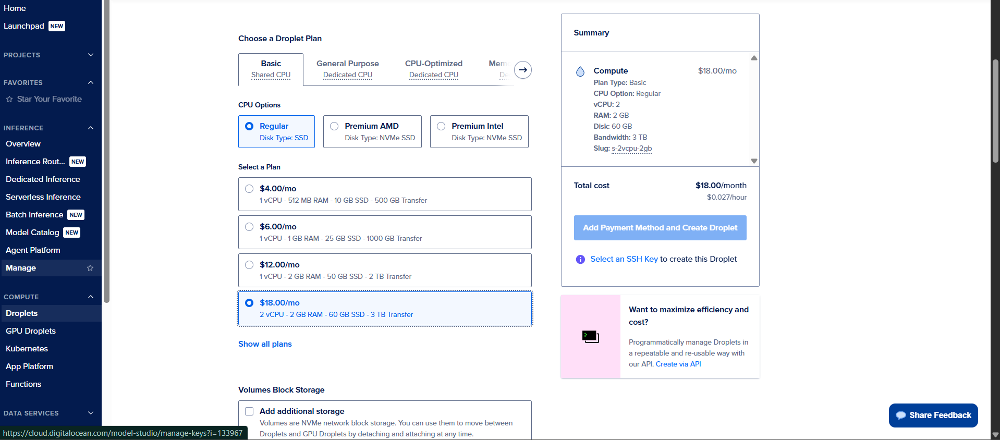 Home
Launchpad NEW
PROJECTS
FAVORITES
Star Your Favorite
INFERENCE
Overview
Inference Rout... NEW
Dedicated Inference
Serverless Inference
Batch Inference NEW
Model Catalog NEW
Agent Platform
Manage
COMPUTE
Droplets
GPU Droplets
Kubernetes
App Platform
Functions
DATA SERVICES
https://cloud.digitalocean.com/model-studio/manage-keys?i=133967
Choose a Droplet Plan
Basic
Shared CPU
General Purpose
Dedicated CPU
CPU-Optimized
Dedicated CPU
Mem
De
CPU Options
Regular
Disk Type: SSD
Premium AMD
Disk Type: NVMe SSD
Premium Intel
Disk Type: NVMe SSD
Select a Plan
$4.00/mo
1 vCPU - 512 MB RAM - 10 GB SSD - 500 GB Transfer
$6.00/mo
1 vCPU - 1 GB RAM - 25 GB SSD - 1000 GB Transfer
$12.00/mo
1 vCPU - 2 GB RAM - 50 GB SSD - 2 TB Transfer
$18.00/mo
2 vCPU - 2 GB RAM - 60 GB SSD - 3 TB Transfer
Show all plans
Volumes Block Storage
Add additional storage
Volumes are NVMe network block storage. You can use them to move between
Droplets and GPU Droplets by detaching and attaching at any time.
Summary
Compute $18.00/mo
Plan Type: Basic
CPU Option: Regular
vCPU: 2
RAM: 2 GB
Disk: 60 GB
Bandwidth: 3 TB
Slug: s-2vcpu-2gb
Total cost $18.00/month
$0.027/hour
Add Payment Method and Create Droplet
Select an SSH Key to create this Droplet
Want to maximize efficiency and
cost?
Programmatically manage Droplets in
a repeatable and re-usable way with
our API. Create via API
Share Feedback